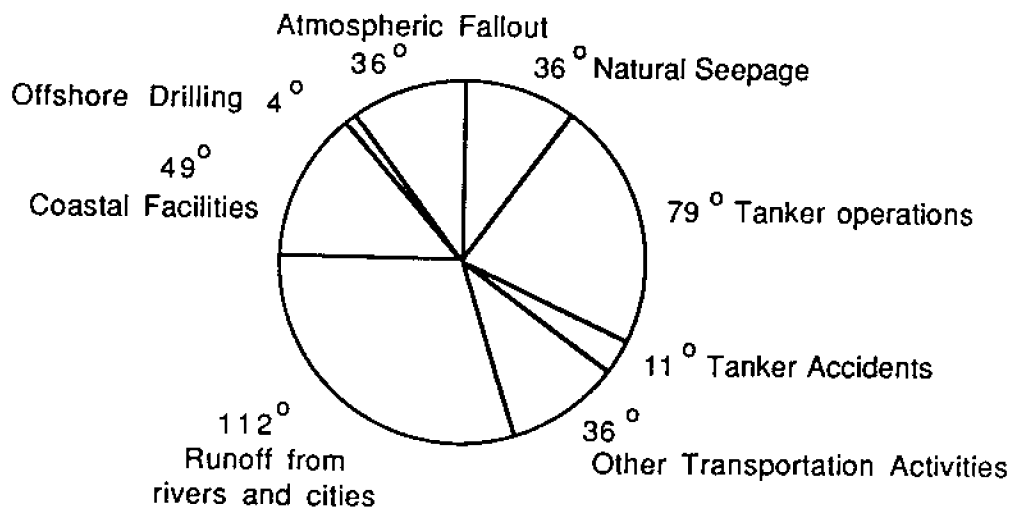 Atmospheric Fallout
36°
36° Natural Seepage
Offshore Drilling 4°
49°
Coastal Facilities
79° Tanker operations
11° Tanker Accidents
36°
Other Transportation Activities
112°
Runoff from
rivers and cities